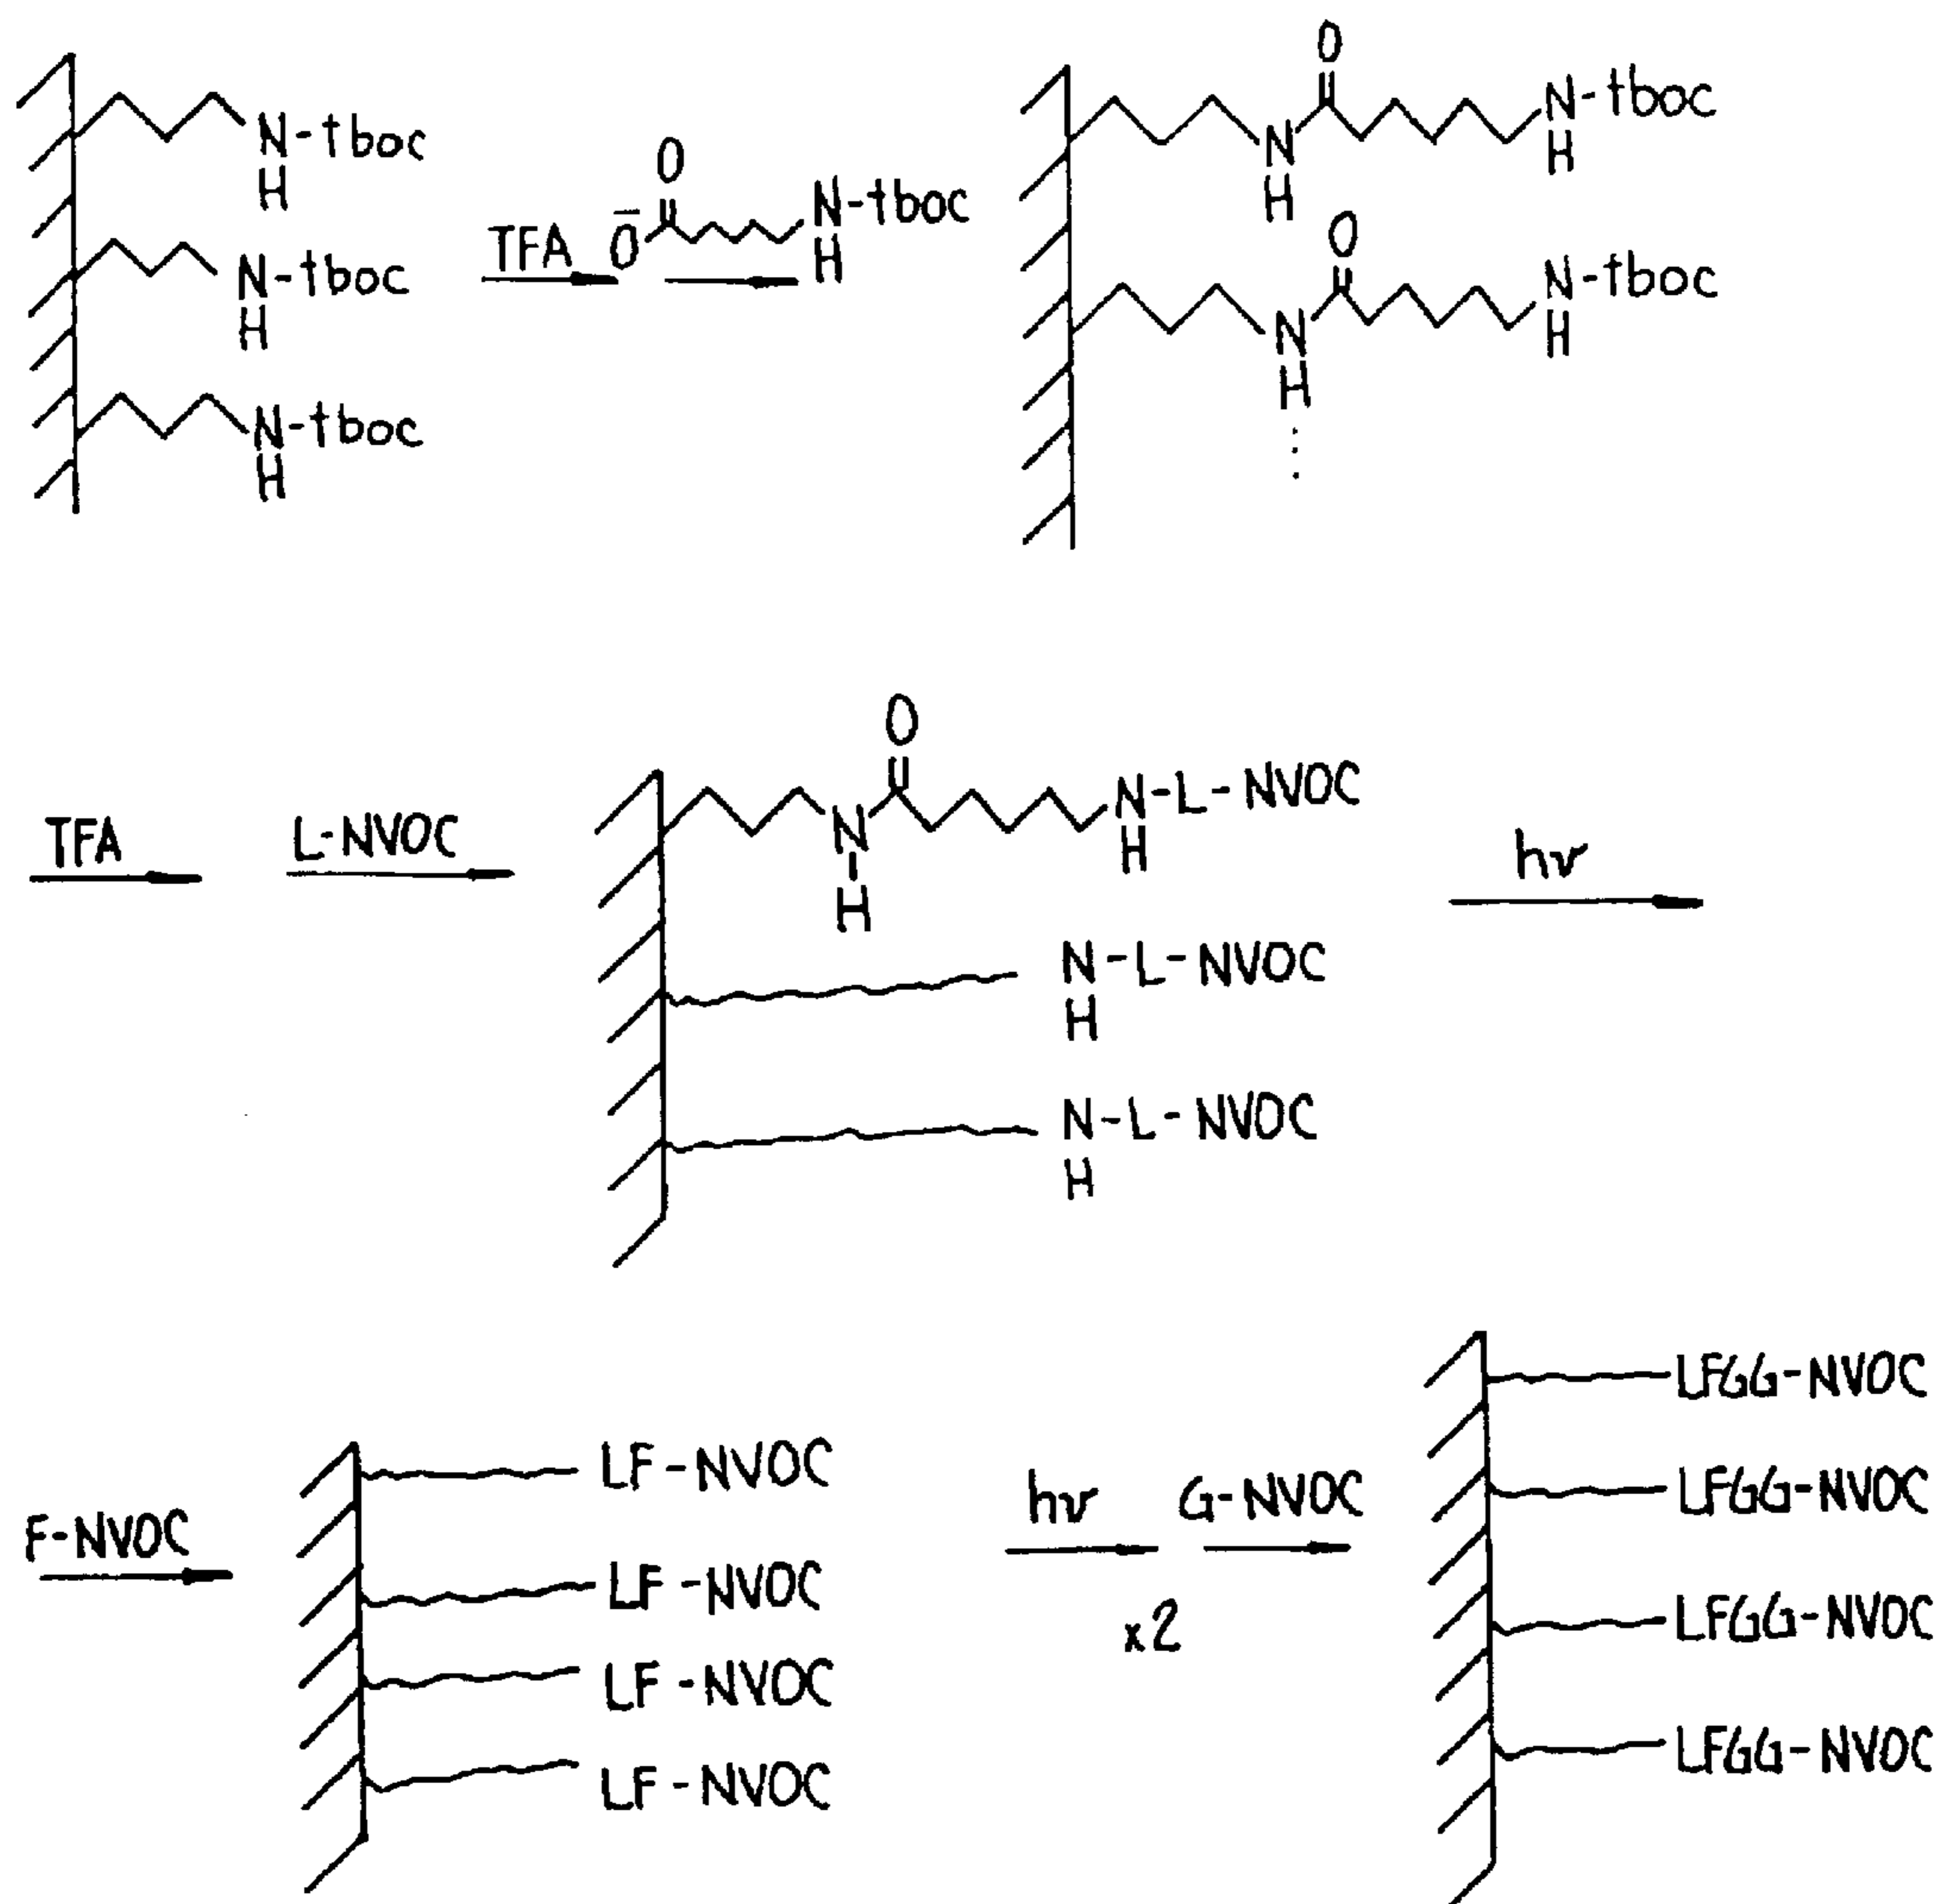 O
N-tboc
H
N-tboc
H
N-tboc
H
TFA
O
O
N-tboc
H
O
N
H
N-tboc
H
O
N
H
N-tboc
H
TFA
L-NVOC
O
N
H
N-L-NVOC
H
N-L-NVOC
H
N-L-NVOC
H
hν
F-NVOC
LF-NVOC
LF-NVOC
LF-NVOC
LF-NVOC
hν
G-NVOC
x2
LFGG-NVOC
LFGG-NVOC
LFGG-NVOC
LFGG-NVOC